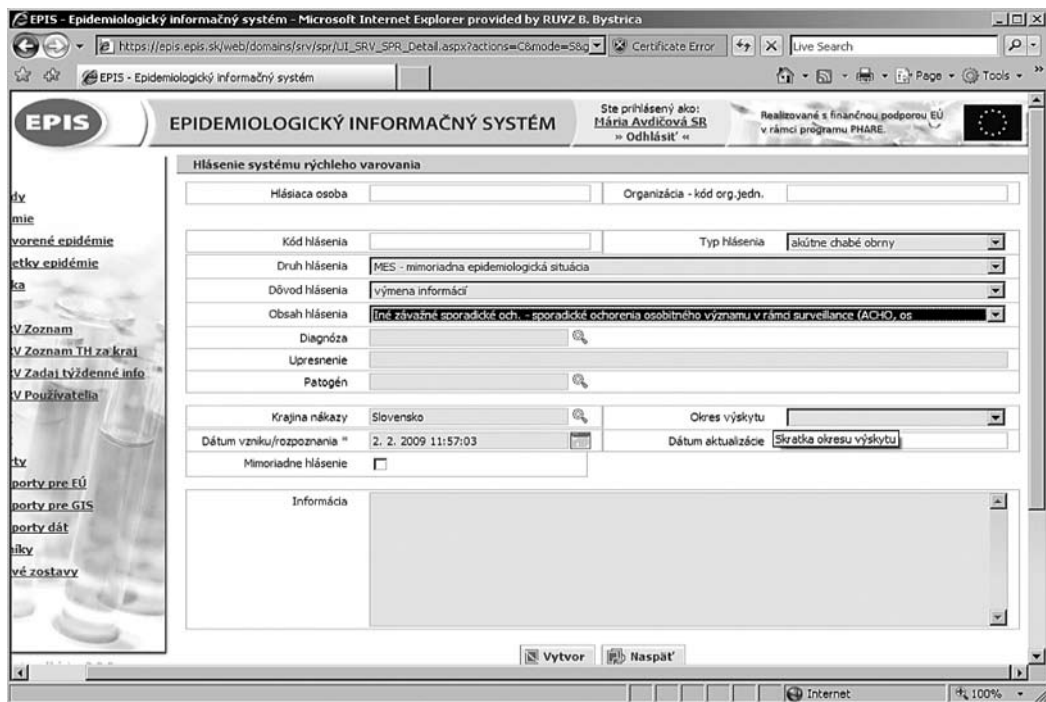 EPIS - Epidemiologický informačný systém - Microsoft Internet Explorer provided by RUVZ B. Bystrica
https://epis.epis.sk/web/domains/srv/spr/UI_SRV_SPR_Detail.aspx?actions=C&mode=S&g Certificate Error Live Search
EPIS - Epidemiologický informačný systém Page Tools
EPIS EPIDEMIOLOGICKÝ INFORMAČNÝ SYSTÉM
Ste prihlásený ako:
Mária Avdičová SR
» Odhlásiť «
Realizované s finančnou podporou EÚ
v rámci programu PHARE.
dy
mie
vorené epidémie
etky epidémie
ka
V Zoznam
V Zoznam TH za kraj
V Zadaj týždenné info
V Používatelia
ty
porty pre EÚ
porty pre GIS
porty dát
níky
vé zostavy
Hlásenie systému rýchleho varovania
Hlásiaca osoba Organizácia - kód org.jedn.
Kód hlásenia Typ hlásenia akútne chabé obrny
Druh hlásenia MES - mimoriadna epidemiologická situácia
Dôvod hlásenia výmena informácií
Obsah hlásenia Iné závažné sporadické och. - sporadické ochorenia osobitného významu v rámci surveillance (ACHO, os
Diagnóza
Upresnenie
Patogén
Krajina nákazy Slovensko Okres výskytu
Dátum vzniku/rozpoznania * 2. 2. 2009 11:57:03 Dátum aktualizácie Skratka okresu výskytu
Mimoriadne hlásenie
Informácia
Vytvor Naspäť
Internet 100%